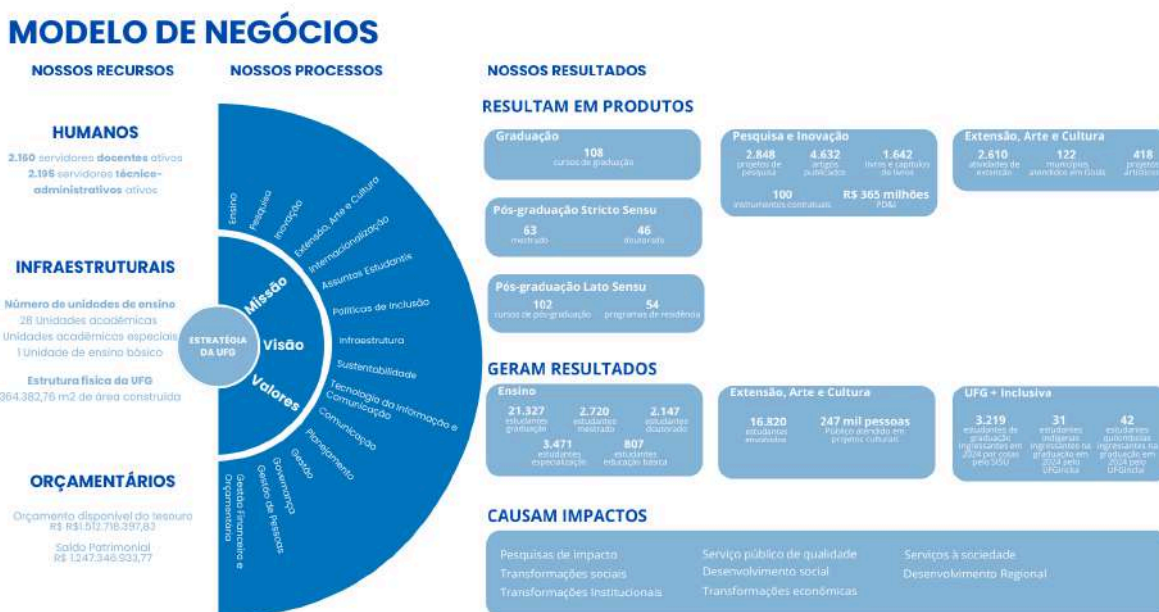 MODELO DE NEGÓCIOS
NOSSOS RECURSOS
HUMANOS
2.160 servidores docentes ativos
2.195 servidores técnico-
administrativos ativos
INFRAESTRUTURAIS
Número de unidades de ensino
28 Unidades acadêmicas
Unidades acadêmicas especiais
1 Unidade de ensino básico
Estrutura física da UFG
364.382,76 m2 de área construída
ORÇAMENTÁRIOS
Orçamento disponível do tesouro
R$ R$1.512.716.397,83
Saldo Patrimonial
R$ 1.247.346.933,77
NOSSOS PROCESSOS
ESTRATÉGIA
DA UFG
Missão
Visão
Valores
Ensino
Pesquisa
Inovação
Extensão, Arte e Cultura
Internacionalização
Assuntos Estudantis
Políticas de Inclusão
Infraestrutura
Sustentabilidade
Tecnologia da Informação e
Comunicação
Comunicação
Planejamento
Gestão
Governança
Gestão de Pessoas
Gestão Financeira e
Orçamentária
NOSSOS RESULTADOS
RESULTAM EM PRODUTOS
Graduação
108
cursos de graduação
Pós-graduação Stricto Sensu
63
mestrado
46
doutorado
Pós-graduação Lato Sensu
102
cursos de pós-graduação
54
programas de residência
Pesquisa e Inovação
2.848
projetos de
pesquisa
4.632
artigos
publicados
1.642
livros e capítulos
de livros
100
instrumentos contratuais
R$ 365 milhões
PD&I
Extensão, Arte e Cultura
2.610
atividades de
extensão
122
municípios
atendidos em Goiás
418
projetos
artísticos
GERAM RESULTADOS
Ensino
21.327
estudantes
graduação
2.720
estudantes
mestrado
2.147
estudantes
doutorado
3.471
estudantes
especialização
807
estudantes
educação básica
Extensão, Arte e Cultura
16.820
estudantes
envolvidos
247 mil pessoas
Público atendido em
projetos culturais
UFG + Inclusiva
3.219
estudantes de
graduação
ingressantes em
2024 por cotas
pelo SISU
31
estudantes
indígenas
ingressantes na
graduação em
2024 pelo
UFGInclui
42
estudantes
quilombolas
ingressantes na
graduação em
2024 pelo
UFGInclui
CAUSAM IMPACTOS
Pesquisas de impacto
Transformações sociais
Transformações Institucionais
Serviço público de qualidade
Desenvolvimento social
Transformações econômicas
Serviços à sociedade
Desenvolvimento Regional